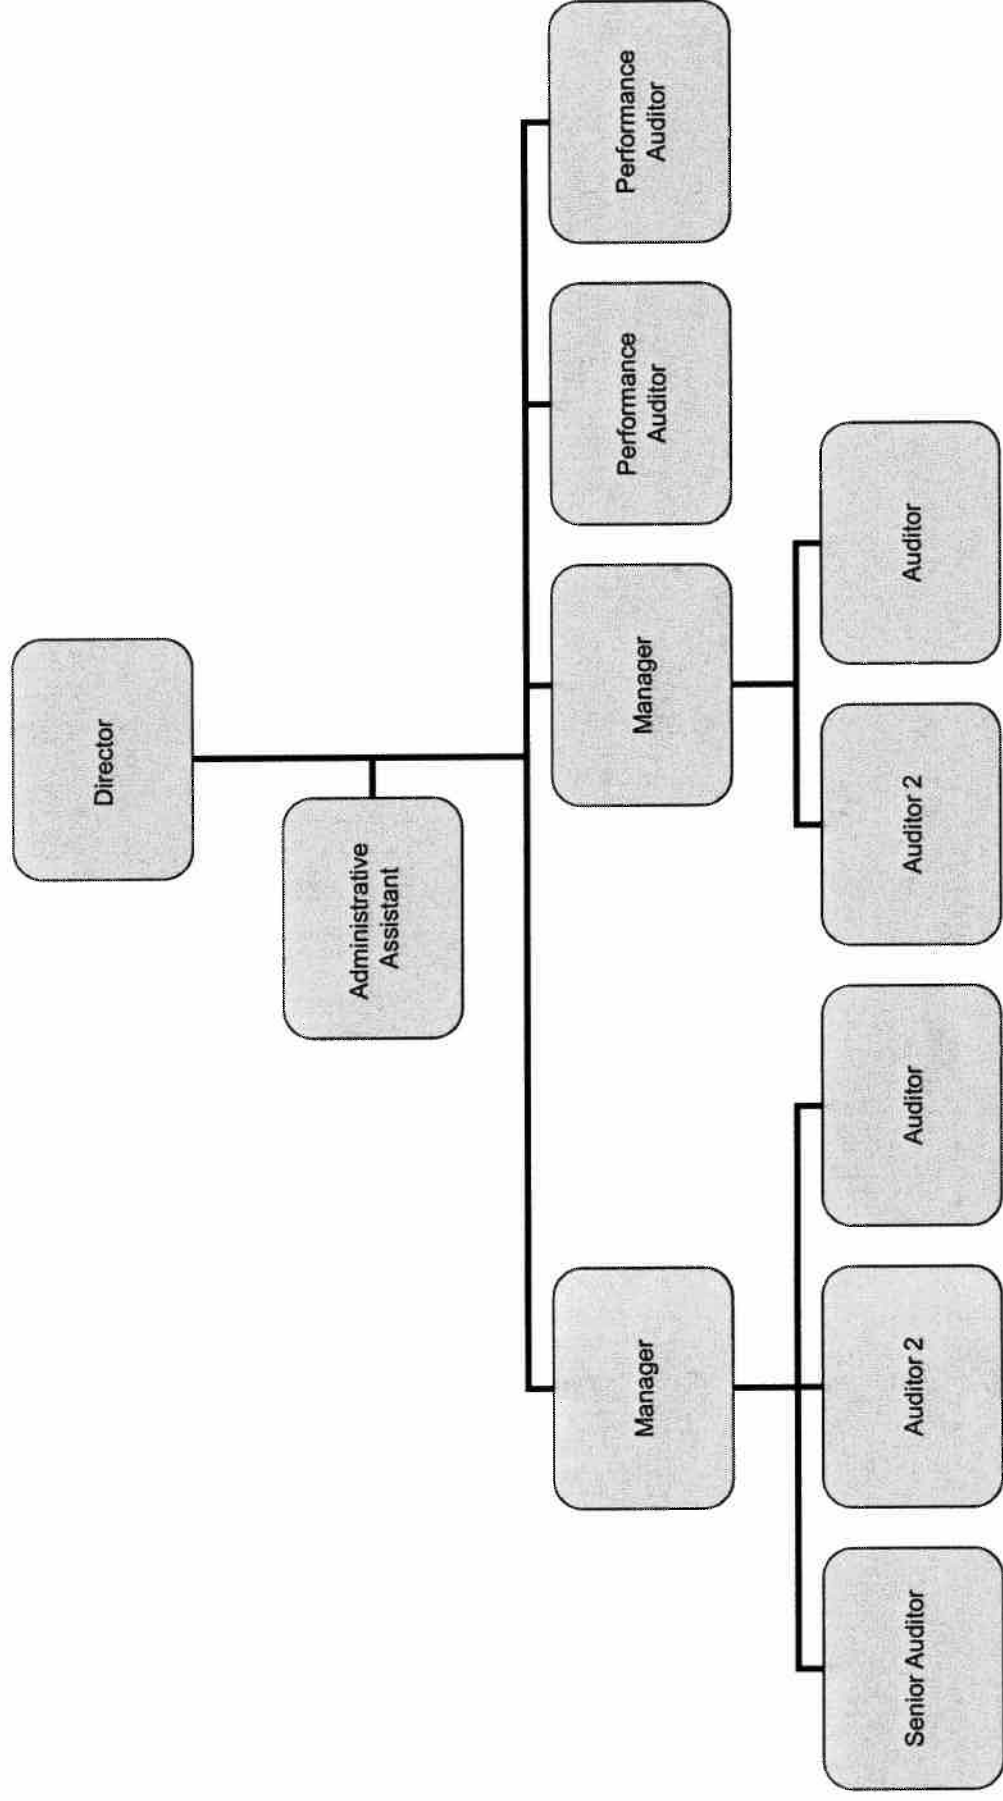 Director
Administrative
Assistant
Manager
Manager
Performance
Auditor
Performance
Auditor
Senior Auditor
Auditor 2
Auditor
Auditor 2
Auditor